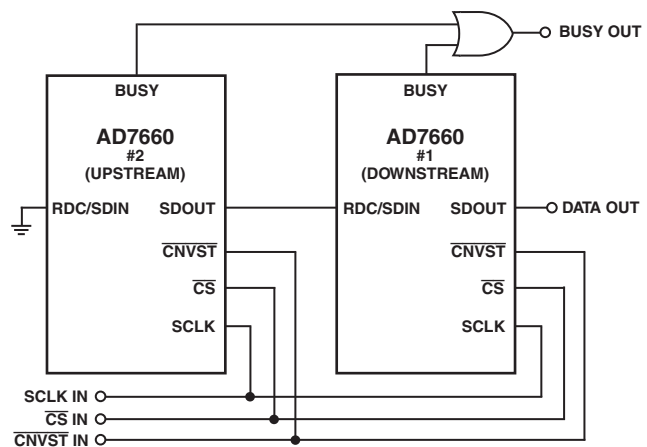 BUSY OUT
BUSY
BUSY
AD7660
#2
(UPSTREAM)
AD7660
#1
(DOWNSTREAM)
RDC/SDIN SDOUT
RDC/SDIN SDOUT
DATA OUT
CNVST
CNVST
CS
CS
SCLK
SCLK
SCLK IN
CS IN
CNVST IN